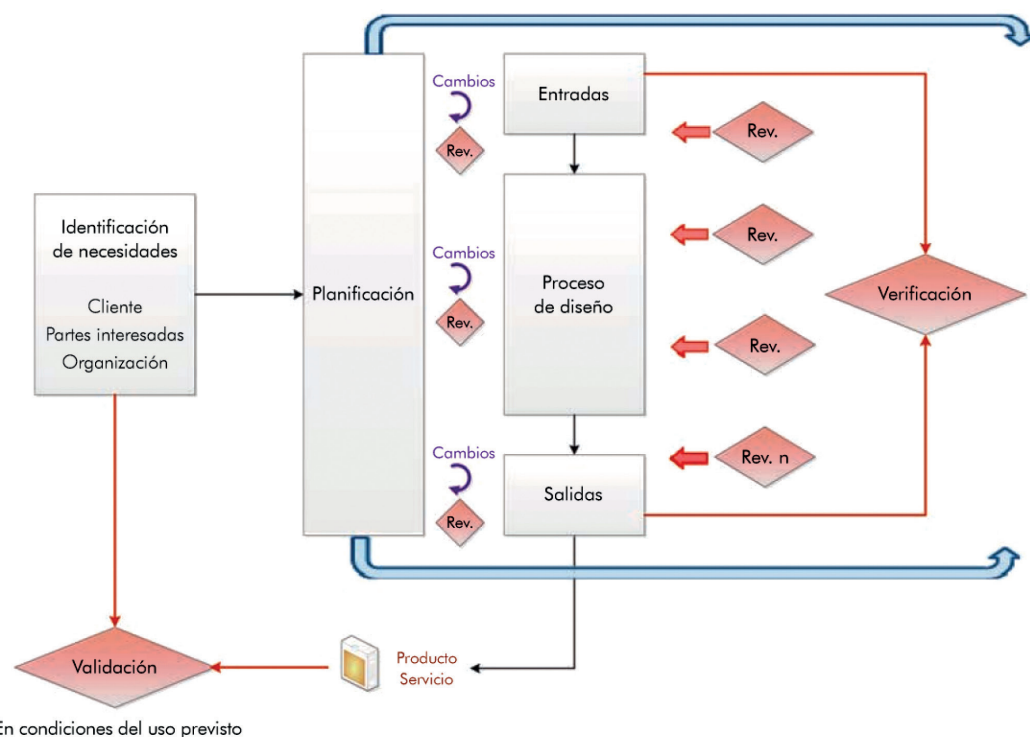 Identificación
de necesidades
Cliente
Partes interesadas
Organización
Planificación
Cambios
Rev.
Cambios
Rev.
Cambios
Rev.
Entradas
Proceso
de diseño
Salidas
Rev.
Rev.
Rev.
Rev. n
Verificación
Producto
Servicio
Validación
En condiciones del uso previsto